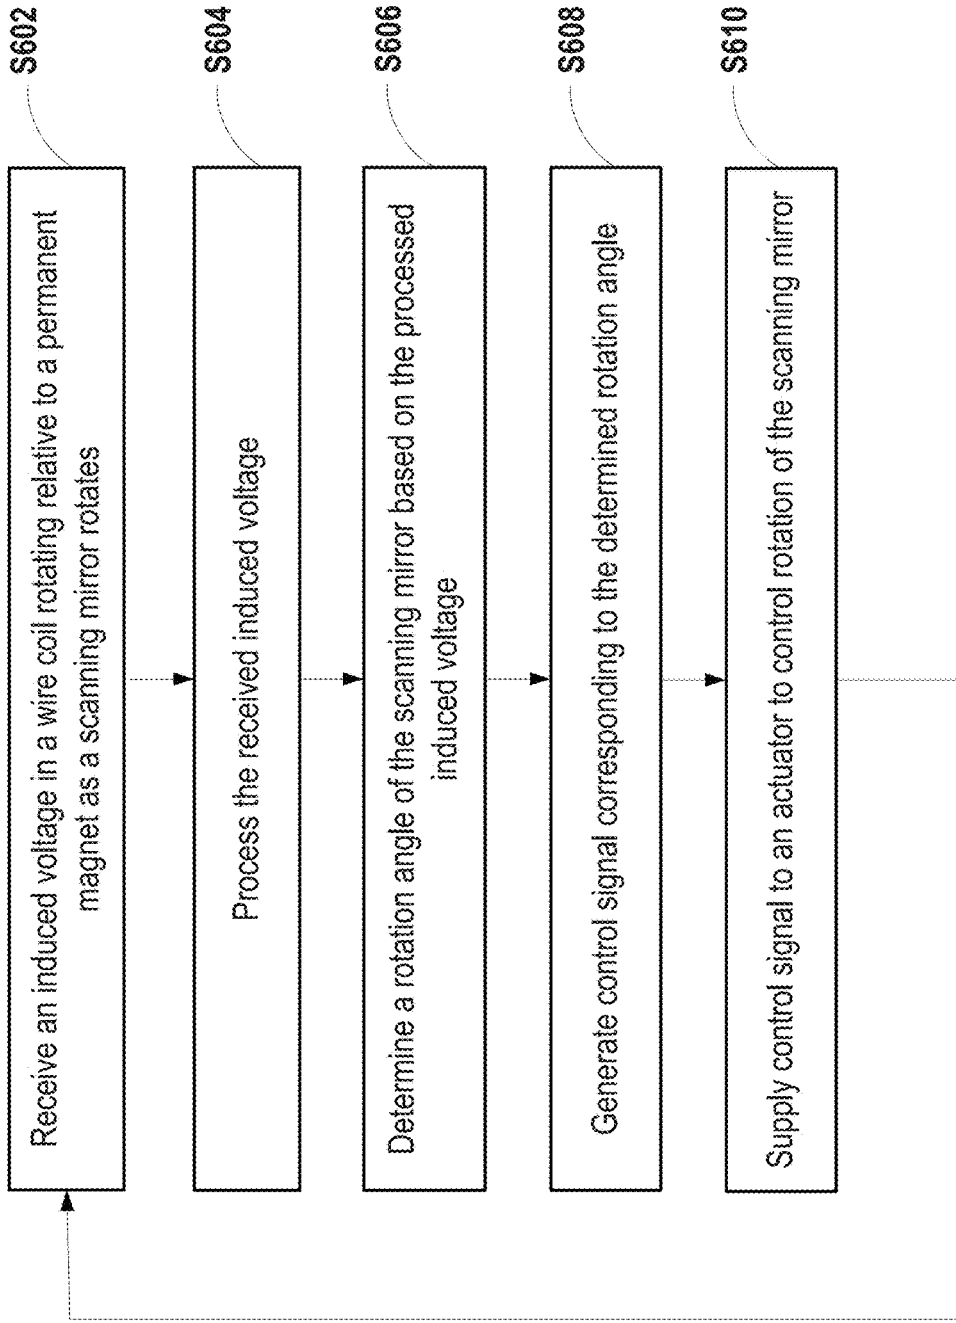 Receive an induced voltage in a wire coil rotating relative to a permanent
magnet as a scanning mirror rotates
S602
Process the received induced voltage
S604
Determine a rotation angle of the scanning mirror based on the processed
induced voltage
S606
Generate control signal corresponding to the determined rotation angle
S608
Supply control signal to an actuator to control rotation of the scanning mirror
S610